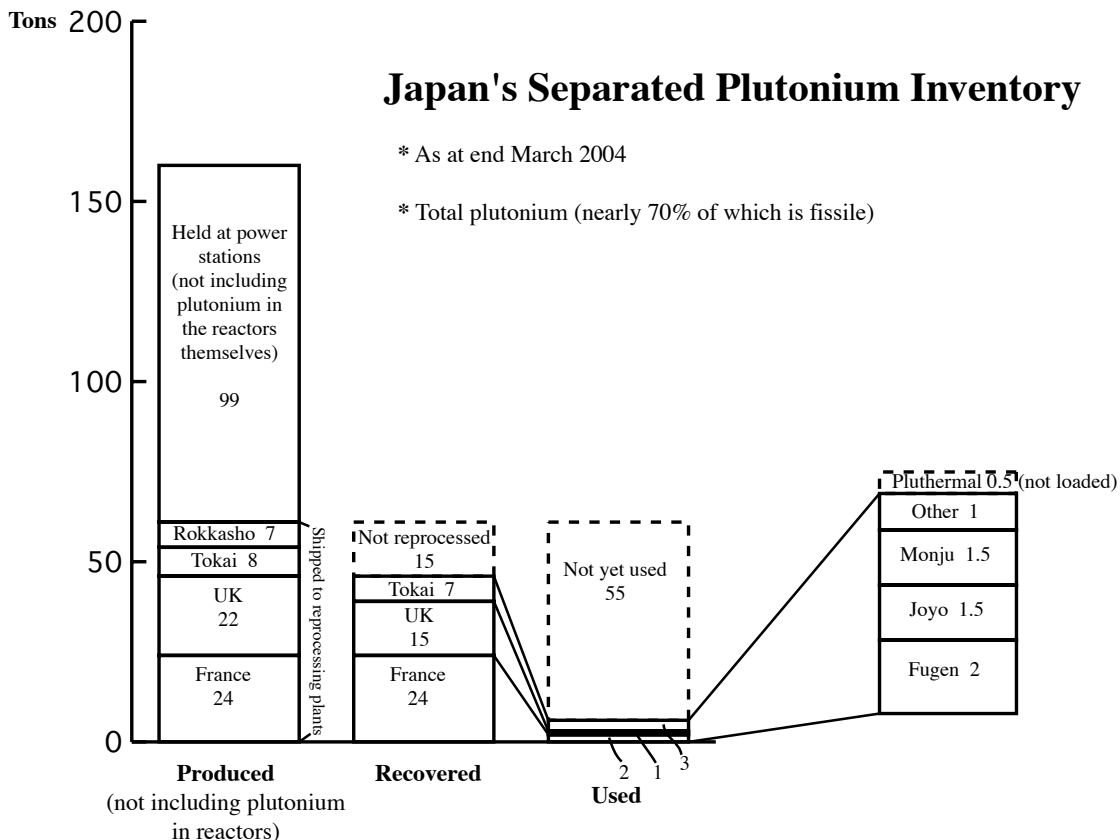 Tons 200
Japan's Separated Plutonium Inventory
* As at end March 2004
* Total plutonium (nearly 70% of which is fissile)
150
100
50
0
Held at power
stations
(not including
plutonium in
the reactors
themselves)
99
Rokkasho 7
Tokai 8
UK
22
France
24
Shipped to reprocessing plants
Produced
(not including plutonium
in reactors)
Not reprocessed
15
Tokai 7
UK
15
France
24
Recovered
Not yet used
55
2 1 3
Used
Pluthermal 0.5 (not loaded)
Other 1
Monju 1.5
Joyo 1.5
Fugen 2